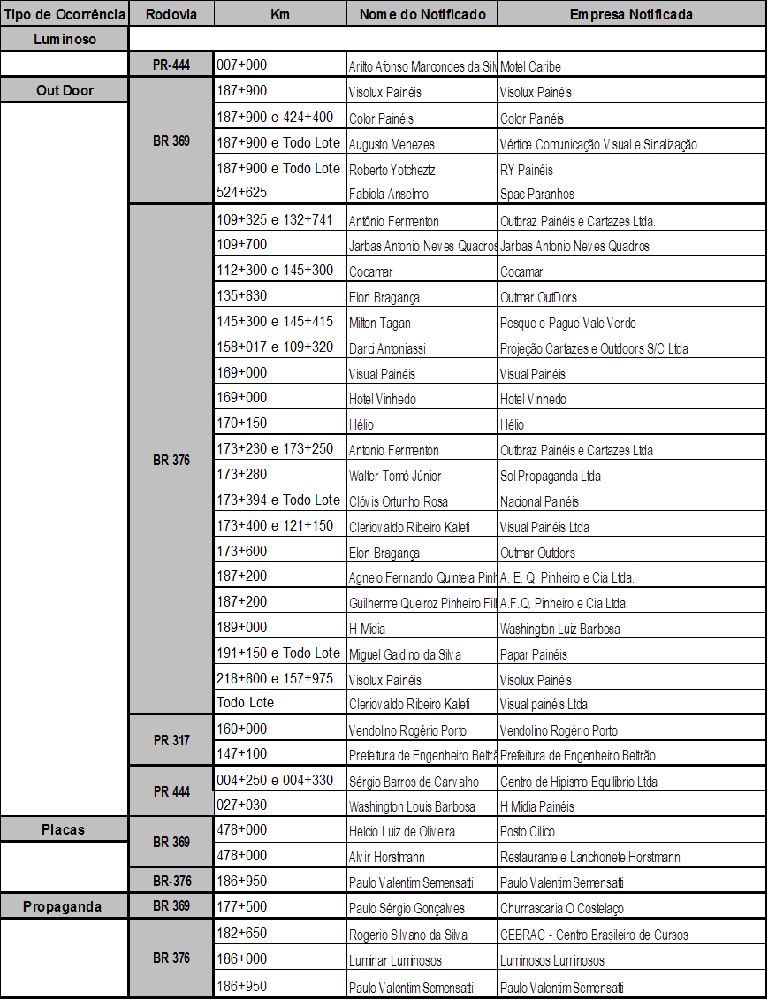 Tipo de Ocorrência Rodovia Km Nome do Notificado Empresa Notificada
Luminoso
PR-444 007+000 Arilto Afonso Marcondes da Silv Motel Caribe
Out Door 187+900 Visolux Painéis Visolux Painéis
187+900 e 424+400 Color Painéis Color Painéis
BR 369 187+900 e Todo Lote Augusto Menezes Vértice Comunicação Visual e Sinalização
187+900 e Todo Lote Roberto Yotcheztz RY Painéis
524+625 Fabiola Anselmo Spac Paranhos
109+325 e 132+741 Antônio Fermenton Outbraz Painéis e Cartazes Ltda.
109+700 Jarbas Antonio Neves Quadros Jarbas Antonio Neves Quadros
112+300 e 145+300 Cocamar Cocamar
135+830 Elon Bragança Outmar OutDors
145+300 e 145+415 Milton Tagan Pesque e Pague Vale Verde
158+017 e 109+320 Darci Antoniassi Projeção Cartazes e Outdoors S/C Ltda
169+000 Visual Painéis Visual Painéis
169+000 Hotel Vinhedo Hotel Vinhedo
170+150 Hélio Hélio
173+230 e 173+250 Antonio Fermenton Outbraz Painéis e Cartazes Ltda
BR 376 173+280 Walter Tomé Júnior Sol Propaganda Ltda
173+394 e Todo Lote Clóvis Ortunho Rosa Nacional Painéis
173+400 e 121+150 Cleriovaldo Ribeiro Kalefi Visual Painéis Ltda
173+600 Elon Bragança Outmar Outdors
187+200 Agnelo Fernando Quintela Pinh A. E. Q. Pinheiro e Cia Ltda.
187+200 Guilherme Queiroz Pinheiro Fil A.F. Q. Pinheiro e Cia Ltda.
189+000 H Mídia Washington Luiz Barbosa
191+150 e Todo Lote Miguel Galdino da Silva Papar Painéis
218+800 e 157+975 Visolux Painéis Visolux Painéis
Todo Lote Cleriovaldo Ribeiro Kalefi Visual painéis Ltda
PR 317 160+000 Vendolino Rogério Porto Vendolino Rogério Porto
147+100 Prefeitura de Engenheiro Beltrã Prefeitura de Engenheiro Beltrão
PR 444 004+250 e 004+330 Sérgio Barros de Carvalho Centro de Hipismo Equilíbrio Ltda
027+030 Washington Louis Barbosa H Mídia Painéis
Placas BR 369 478+000 Helcio Luiz de Oliveira Posto Cilico
478+000 Alvir Horstmann Restaurante e Lanchonete Horstmann
BR-376 186+950 Paulo Valentim Semensatti Paulo Valentim Semensatti
Propaganda BR 369 177+500 Paulo Sérgio Gonçalves Churrascaria O Costelaço
182+650 Rogerio Silvano da Silva CEBRAC - Centro Brasileiro de Cursos
BR 376 186+000 Luminar Luminosos Luminosos Luminosos
186+950 Paulo Valentim Semensatti Paulo Valentim Semensatti